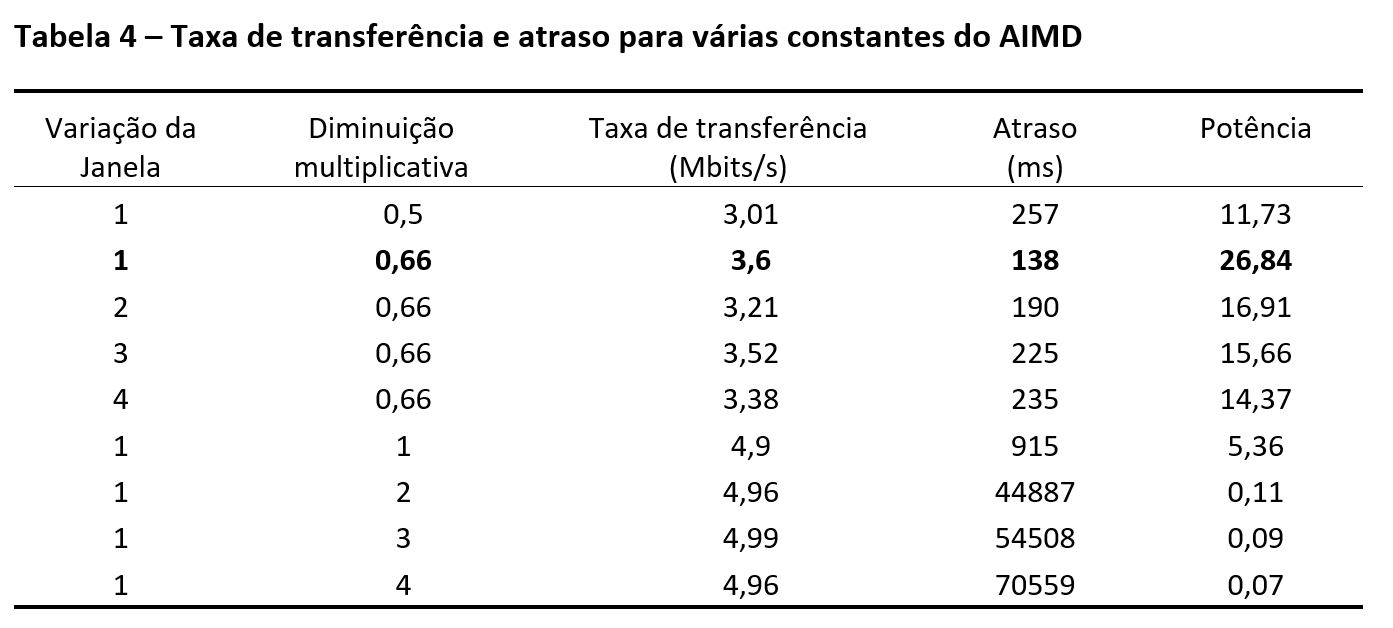 Tabela 4 – Taxa de transferência e atraso para várias constantes do AIMD
Variação da Janela Diminuição multiplicativa Taxa de transferência (Mbits/s) Atraso (ms) Potência
1 0,5 3,01 257 11,73
1 0,66 3,6 138 26,84
2 0,66 3,21 190 16,91
3 0,66 3,52 225 15,66
4 0,66 3,38 235 14,37
1 1 4,9 915 5,36
1 2 4,96 44887 0,11
1 3 4,99 54508 0,09
1 4 4,96 70559 0,07